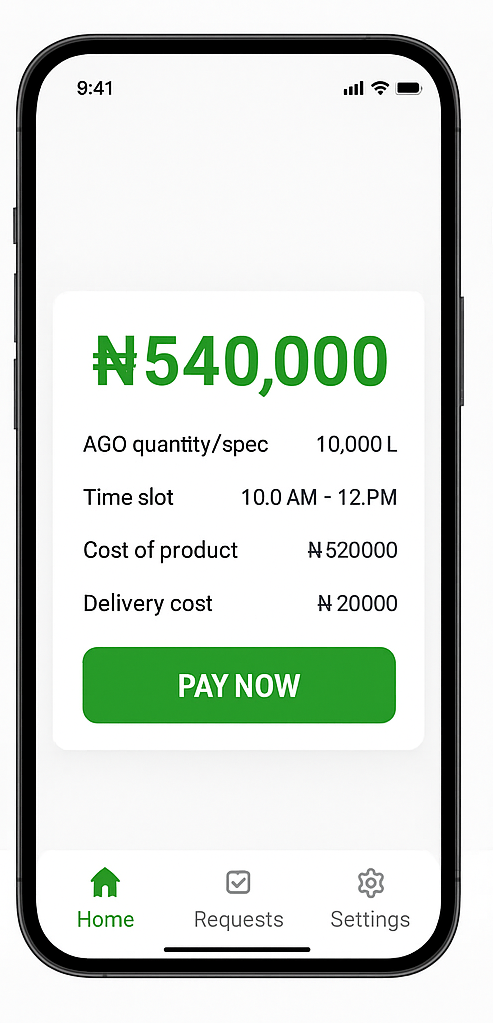 9:41
₦540,000
AGO quantity/spec 10,000 L
Time slot 10.0 AM - 12.PM
Cost of product ₦520000
Delivery cost ₦ 20000
PAY NOW
Home Requests Settings